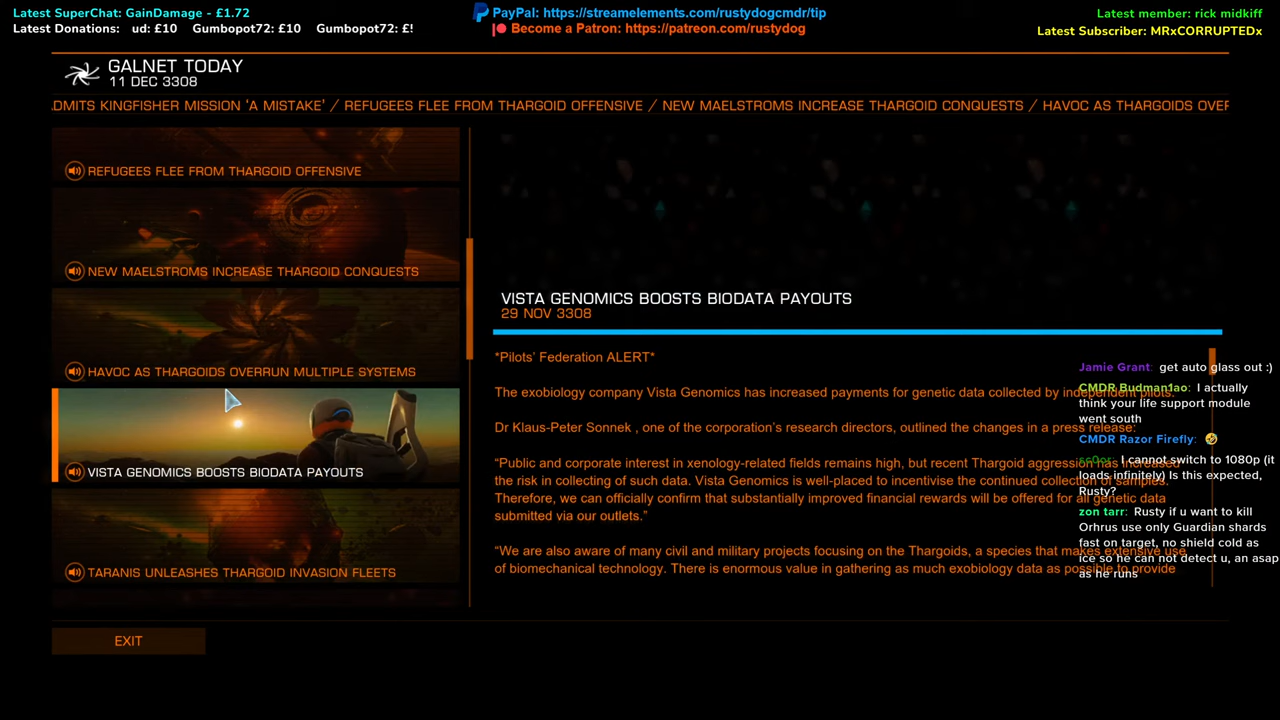 Latest SuperChat: GainDamage - £1.72
Latest Donations: ud: £10 Gumbopot72: £10 Gumbopot72: £!
PayPal: https://streamelements.com/rustydogcmdr/tip
Become a Patron: https://patreon.com/rustydog
Latest member: rick midkiff
Latest Subscriber: MRxCORRUPTEDx
GALNET TODAY
11 DEC 3308
DMITS KINGFISHER MISSION 'A MISTAKE' / REFUGEES FLEE FROM THARGOID OFFENSIVE / NEW MAELSTROMS INCREASE THARGOID CONQUESTS / HAVOC AS THARGOIDS OVER
REFUGEES FLEE FROM THARGOID OFFENSIVE
NEW MAELSTROMS INCREASE THARGOID CONQUESTS
HAVOC AS THARGOIDS OVERRUN MULTIPLE SYSTEMS
VISTA GENOMICS BOOSTS BIODATA PAYOUTS
TARANIS UNLEASHES THARGOID INVASION FLEETS
EXIT
VISTA GENOMICS BOOSTS BIODATA PAYOUTS
29 NOV 3308
*Pilots' Federation ALERT*
The exobiology company Vista Genomics has increased payments for genetic data collected by independent pilots.
Dr Klaus-Peter Sonnek , one of the corporation's research directors, outlined the changes in a press release:
"Public and corporate interest in xenology-related fields remains high, but recent Thargoid aggression has increased
the risk in collecting of such data. Vista Genomics is well-placed to incentivise the continued collection of samples.
Therefore, we can officially confirm that substantially improved financial rewards will be offered for all genetic data
submitted via our outlets."
"We are also aware of many civil and military projects focusing on the Thargoids, a species that makes extensive use
of biomechanical technology. There is enormous value in gathering as much exobiology data as possible to provide
Jamie Grant: get auto glass out :)
CMDR Budman1ao: I actually
think your life support module
went south
CMDR Razor Firefly: 🤣
I cannot switch to 1080p (it
loads infinitely) Is this expected,
Rusty?
zon tarr: Rusty if u want to kill
Orhrus use only Guardian shards
fast on target, no shield cold as
ice so he can not detect u, an asap
as he runs